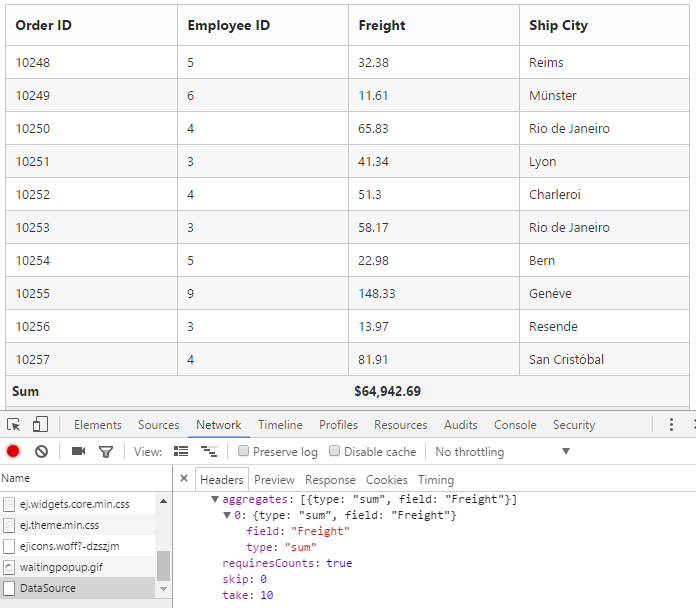 Order ID Employee ID Freight Ship City
10248 5 32.38 Reims
10249 6 11.61 Münster
10250 4 65.83 Rio de Janeiro
10251 3 41.34 Lyon
10252 4 51.3 Charleroi
10253 3 58.17 Rio de Janeiro
10254 5 22.98 Bern
10255 9 148.33 Genève
10256 3 13.97 Resende
10257 4 81.91 San Cristóbal
Sum $64,942.69
Elements Sources Network Timeline Profiles Resources Audits Console Security
View: Preserve log Disable cache No throttling
Name × Headers Preview Response Cookies Timing
ej.widgets.core.min.css
ej.theme.min.css
ejicons.woff?-dzszjm
waitingpopup.gif
DataSource
aggregates: [{type: "sum", field: "Freight"}]
0: {type: "sum", field: "Freight"}
field: "Freight"
type: "sum"
requiresCounts: true
skip: 0
take: 10